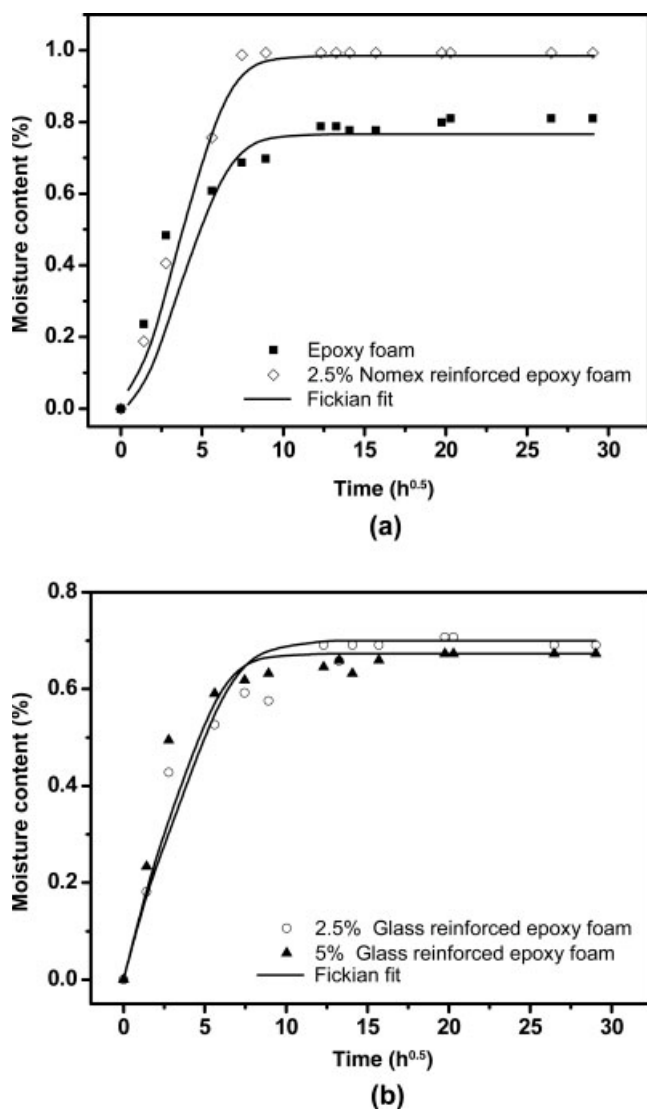 1.0
0.8
0.6
0.4
0.2
0.0
Moisture content (%)
Epoxy foam
2.5% Nomex reinforced epoxy foam
Fickian fit
0 5 10 15 20 25 30
Time (h^0.5)
(a)
0.8
0.6
0.4
0.2
0.0
Moisture content (%)
2.5% Glass reinforced epoxy foam
5% Glass reinforced epoxy foam
Fickian fit
0 5 10 15 20 25 30
Time (h^0.5)
(b)